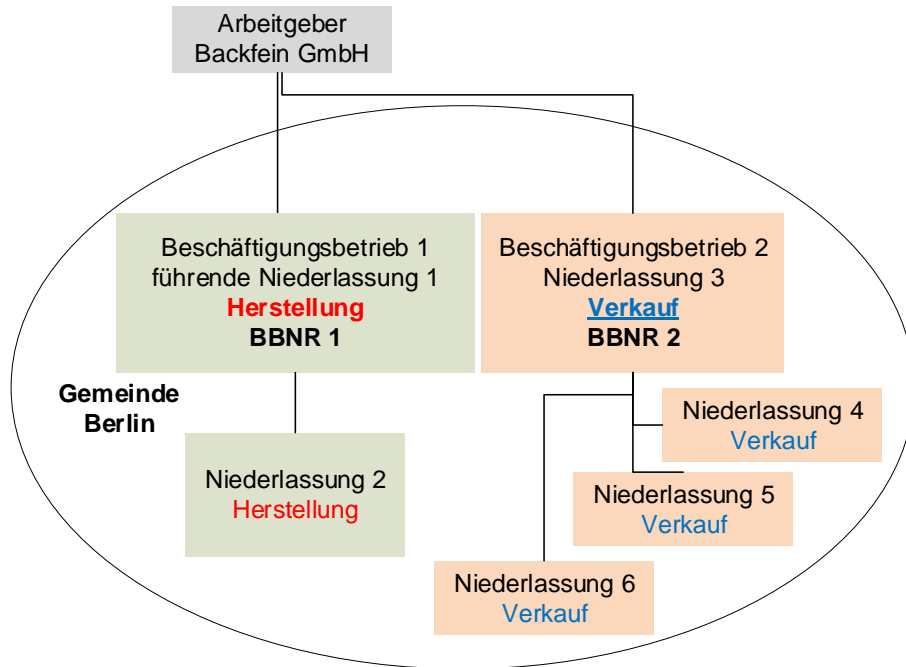 Arbeitgeber
Backfein GmbH
Beschäftigungsbetrieb 1
führende Niederlassung 1
Herstellung
BBNR 1
Beschäftigungsbetrieb 2
Niederlassung 3
Verkauf
BBNR 2
Gemeinde
Berlin
Niederlassung 2
Herstellung
Niederlassung 4
Verkauf
Niederlassung 5
Verkauf
Niederlassung 6
Verkauf